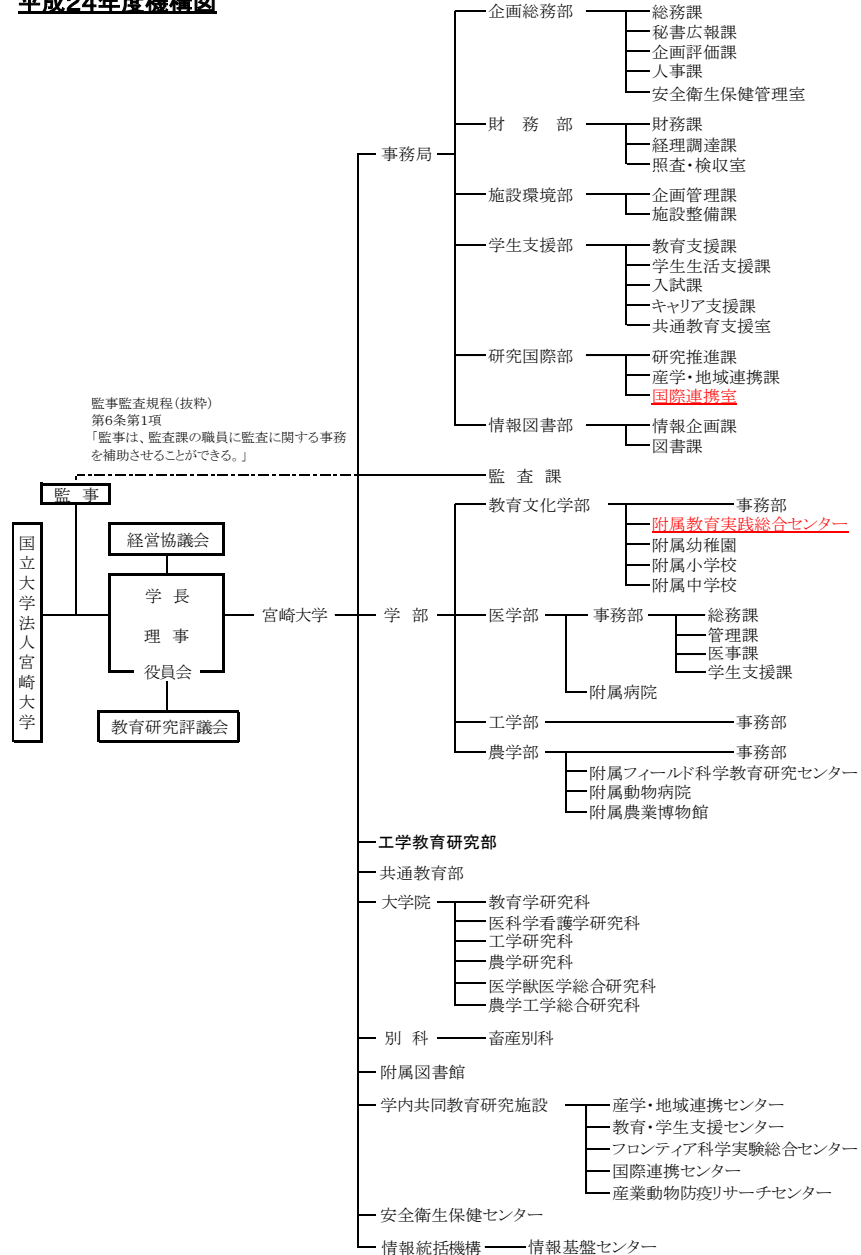 平成24年度機構図
企画総務部
総務課
秘書広報課
企画評価課
人事課
安全衛生保健管理室
財　務　部
財務課
経理調達課
照査・検収室
事務局
施設環境部
企画管理課
施設整備課
学生支援部
教育支援課
学生生活支援課
入試課
キャリア支援課
共通教育支援室
研究国際部
研究推進課
産学・地域連携課
国際連携室
情報図書部
情報企画課
図書課
監事監査規程(抜粋)
第6条第1項
「監事は、監査課の職員に監査に関する事務
を補助させることができる。」
監　査　課
監　事
国立大学法人宮崎大学
経営協議会
学　長
理　事
役員会
教育研究評議会
宮崎大学
学　部
教育文化学部
事務部
附属教育実践総合センター
附属幼稚園
附属小学校
附属中学校
医学部
事務部
総務課
管理課
医事課
学生支援課
附属病院
工学部
事務部
農学部
事務部
附属フィールド科学教育研究センター
附属動物病院
附属農業博物館
工学教育研究部
共通教育部
大学院
教育学研究科
医科学看護学研究科
工学研究科
農学研究科
医学獣医学総合研究科
農学工学総合研究科
別　科
畜産別科
附属図書館
学内共同教育研究施設
産学・地域連携センター
教育・学生支援センター
フロンティア科学実験総合センター
国際連携センター
産業動物防疫リサーチセンター
安全衛生保健センター
情報統括機構
情報基盤センター